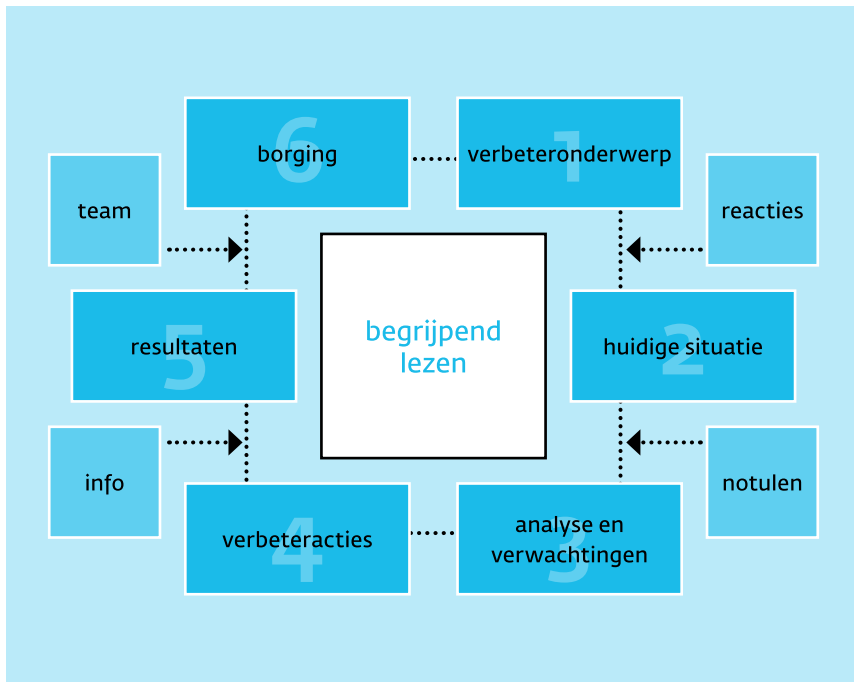 6
borging
1
verbeteronderwerp
team
reacties
5
resultaten
begrijpend
lezen
2
huidige situatie
info
notulen
4
verbeteracties
3
analyse en
verwachtingen